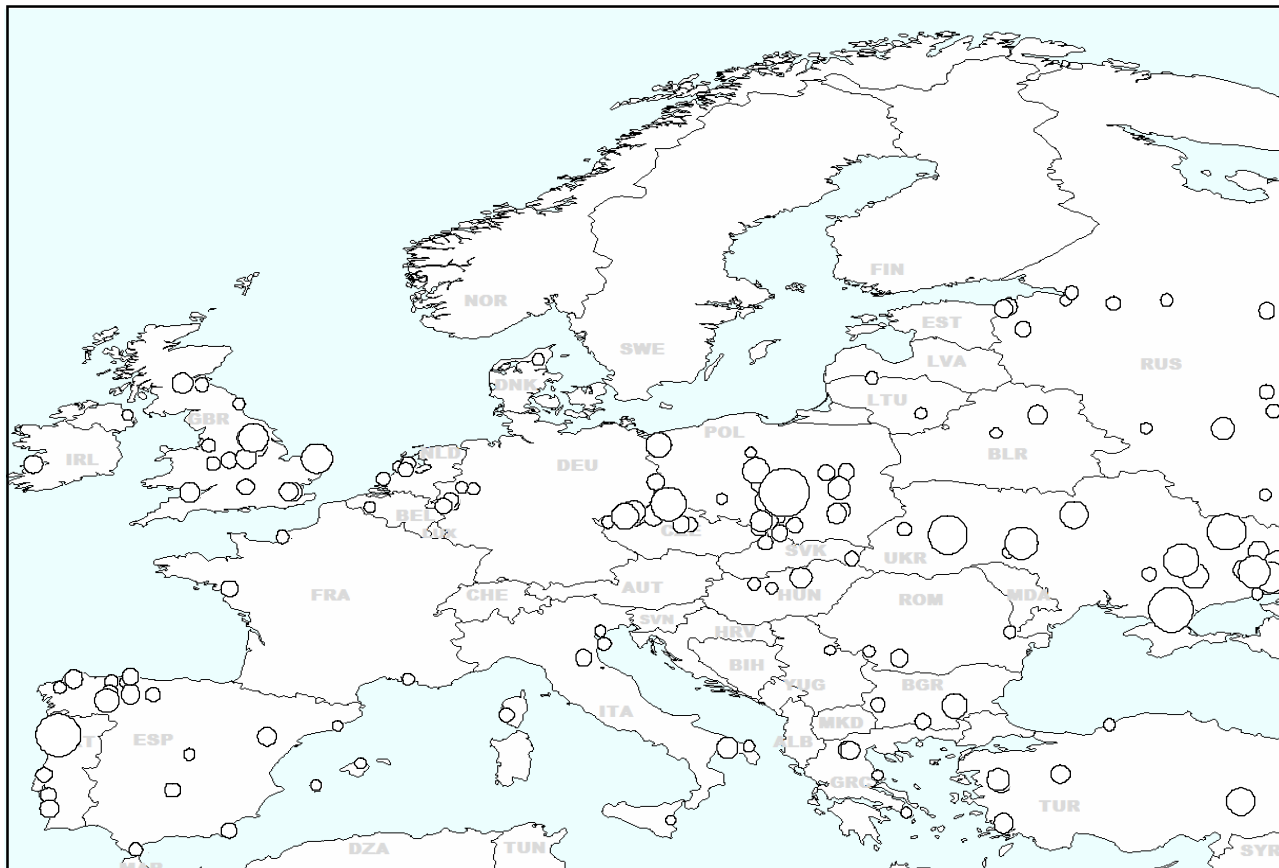 FIN
NOR
EST
SWE
LVA
RUS
DNK
LTU
GBR
POL
IRL
NLD
BLR
DEU
BEL
LUX
CZE
SVK
UKR
FRA
CHE
AUT
HUN
ROM
MDA
SVN
HRV
BIH
YUG
BGR
ITA
MKD
ESP
ALB
GRC
TUR
DZA
TUN
SYR
MAR